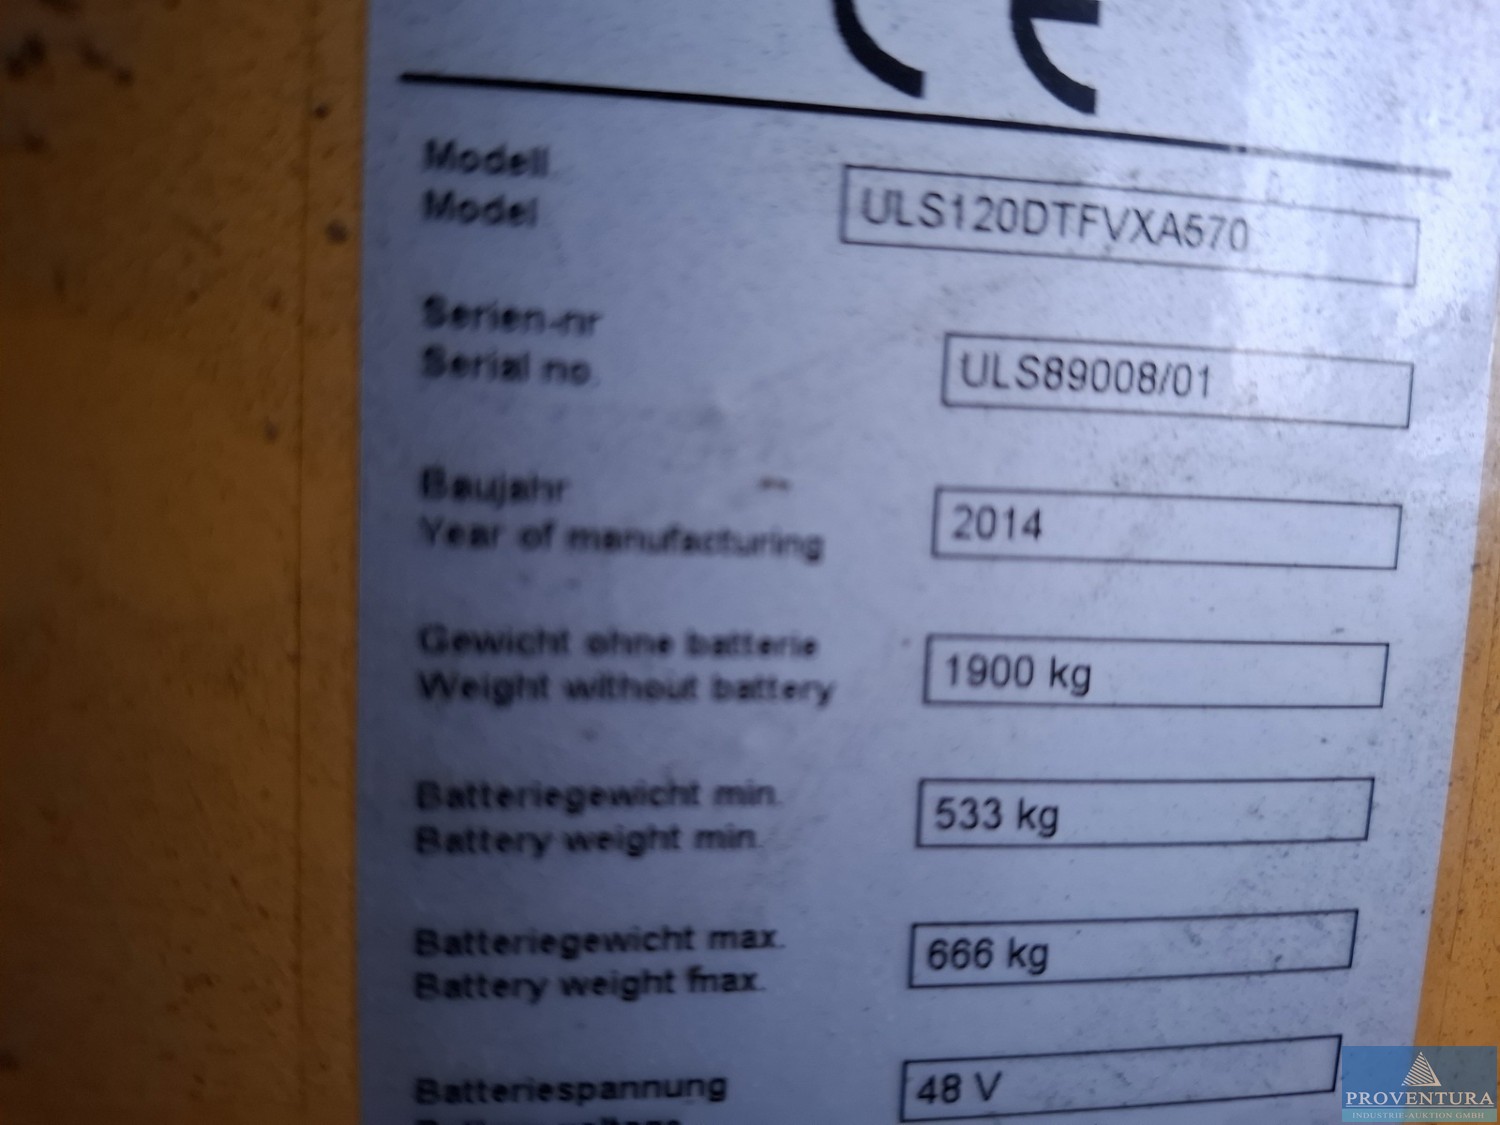 CE
Modell
Model
ULS120DTFVXA570
Serien-nr
Serial no.
ULS89008/01
Baujahr
Year of manufacturing
2014
Gewicht ohne batterie
Weight without battery
1900 kg
Batteriegewicht min.
Battery weight min.
533 kg
Batteriegewicht max.
Battery weight max.
666 kg
Batteriespannung
48 V
PROVENTURA
INDUSTRIE-AUKTION GMBH